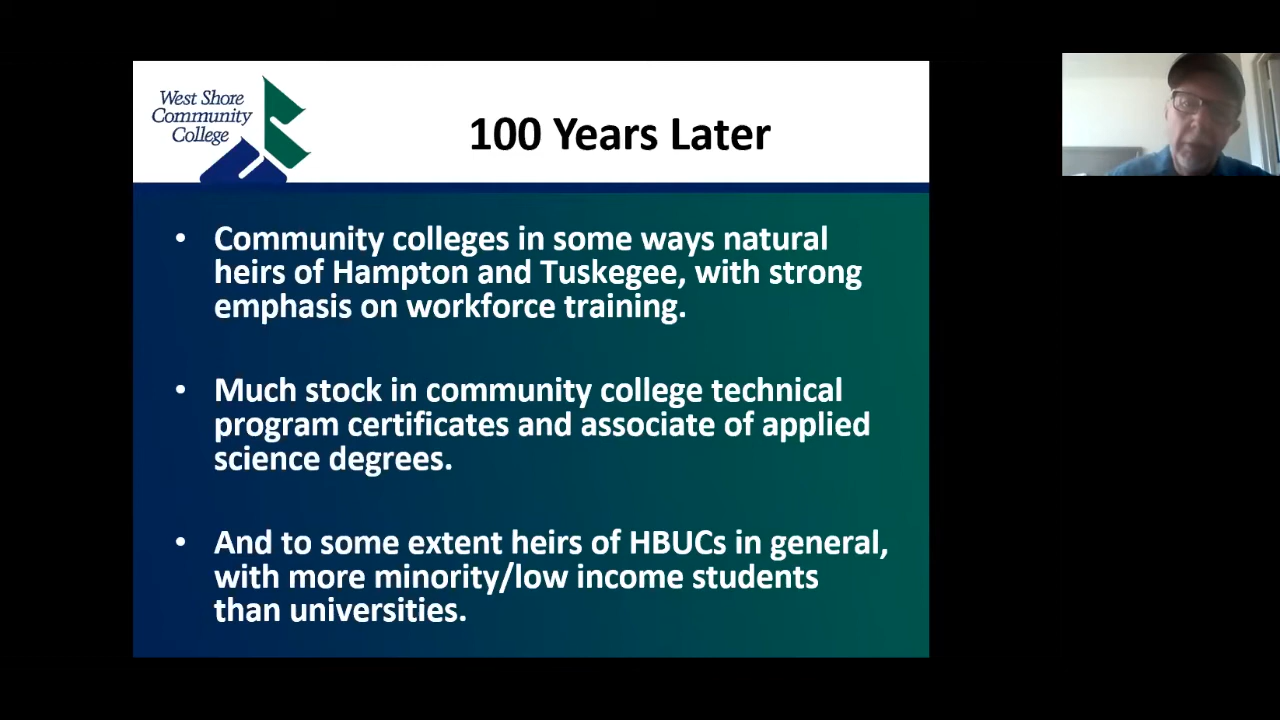 West Shore
Community
College
100 Years Later
• Community colleges in some ways natural
heirs of Hampton and Tuskegee, with strong
emphasis on workforce training.
• Much stock in community college technical
program certificates and associate of applied
science degrees.
• And to some extent heirs of HBUCs in general,
with more minority/low income students
than universities.